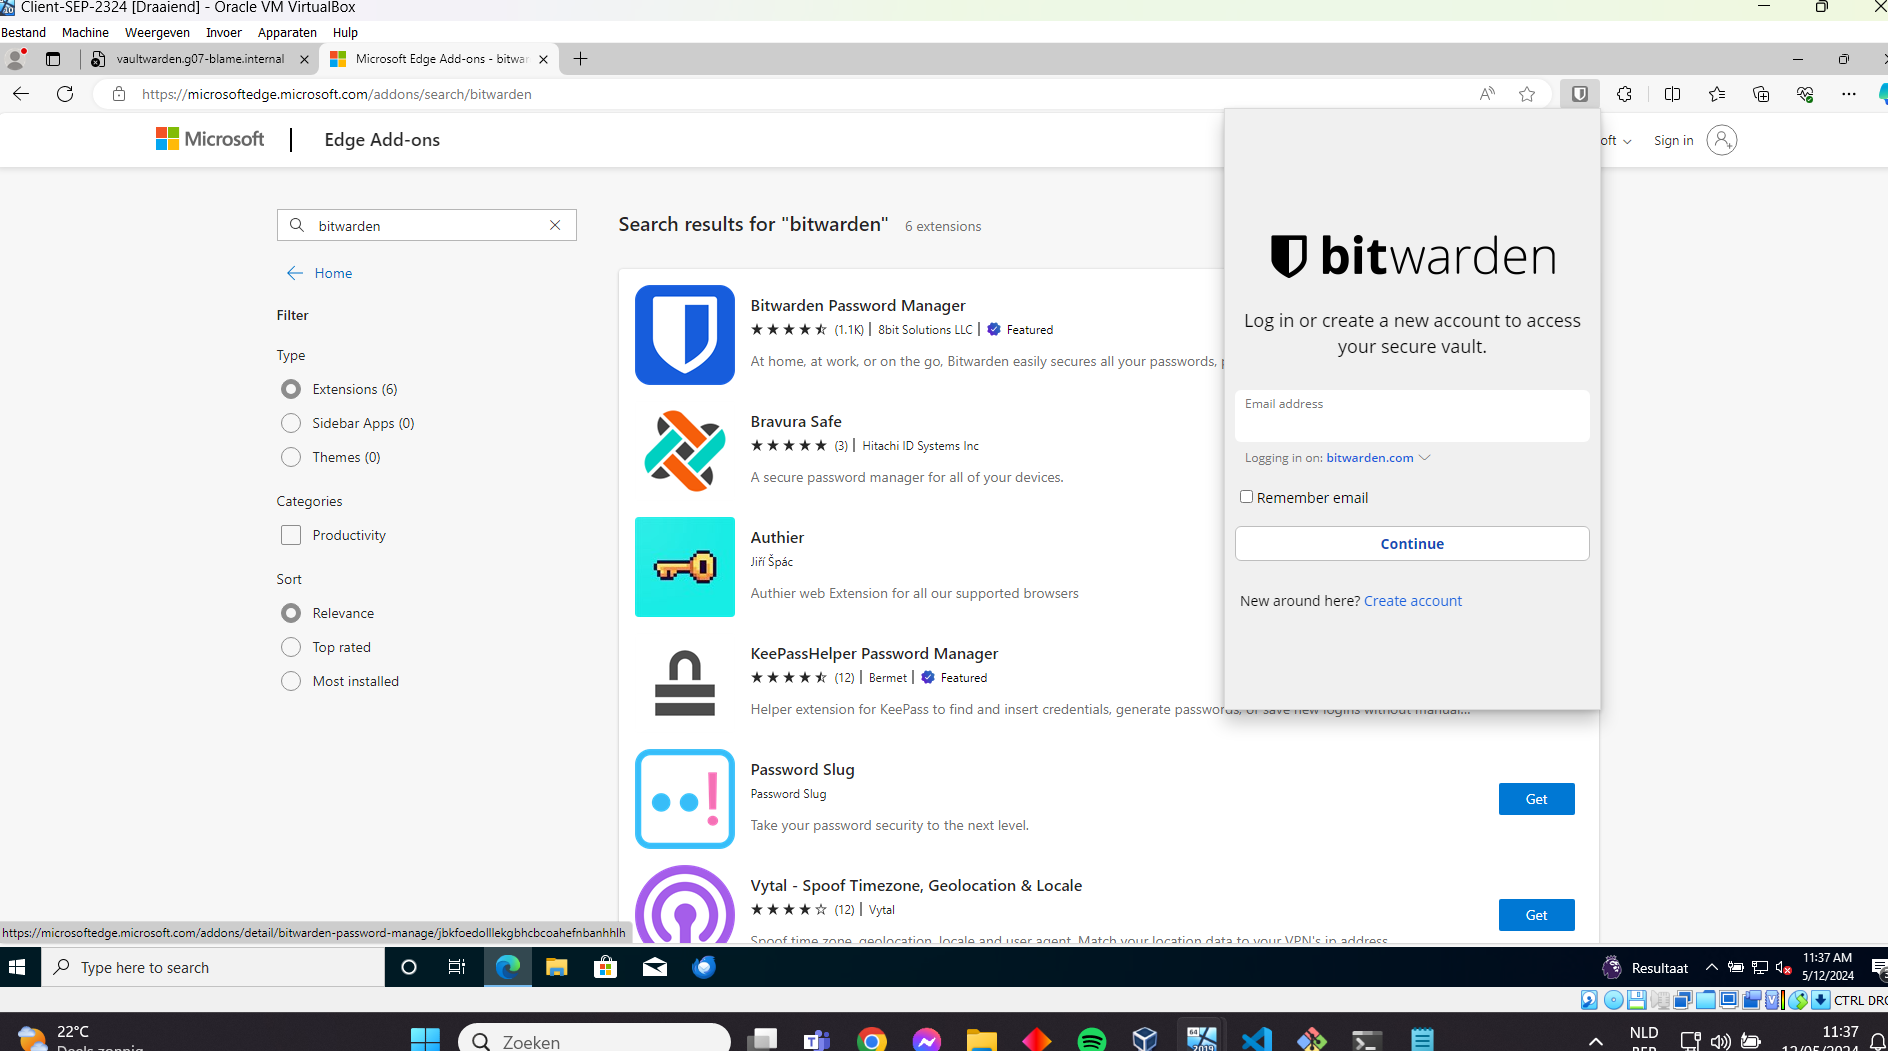 Client-SEP-2324 [Draaiend] - Oracle VM VirtualBox
Bestand Machine Weergeven Invoer Apparaten Hulp
vaultwarden.g07-blame.internal
Microsoft Edge Add-ons - bitwar
https://microsoftedge.microsoft.com/addons/search/bitwarden
Microsoft
Edge Add-ons
oft
Sign in
bitwarden
Home
Filter
Type
Extensions (6)
Sidebar Apps (0)
Themes (0)
Categories
Productivity
Sort
Relevance
Top rated
Most installed
Search results for "bitwarden" 6 extensions
Bitwarden Password Manager
(1.1K) 8bit Solutions LLC Featured
At home, at work, or on the go, Bitwarden easily secures all your passwords, p
Bravura Safe
(3) Hitachi ID Systems Inc
A secure password manager for all of your devices.
Authier
Jiří Špác
Authier web Extension for all our supported browsers
KeePassHelper Password Manager
(12) Bermet Featured
Helper extension for KeePass to find and insert credentials, generate passwords, or save new logins without manual...
Password Slug
Password Slug
Take your password security to the next level.
Get
Vytal - Spoof Timezone, Geolocation & Locale
(12) Vytal
Spoof time zone, geolocation, locale and user agent. Match your location data to your VPN's ip address
Get
bitwarden
Log in or create a new account to access
your secure vault.
Email address
Logging in on: bitwarden.com
Remember email
Continue
New around here? Create account
https://microsoftedge.microsoft.com/addons/detail/bitwarden-password-manage/jbkfoedolllekgbhcbcoahefnbanhhlh
Type here to search
Resultaat
11:37 AM
5/12/2024
CTRL DRO
22°C
Deels zonnig
Zoeken
NLD
BEP
11:37
12/05/2024